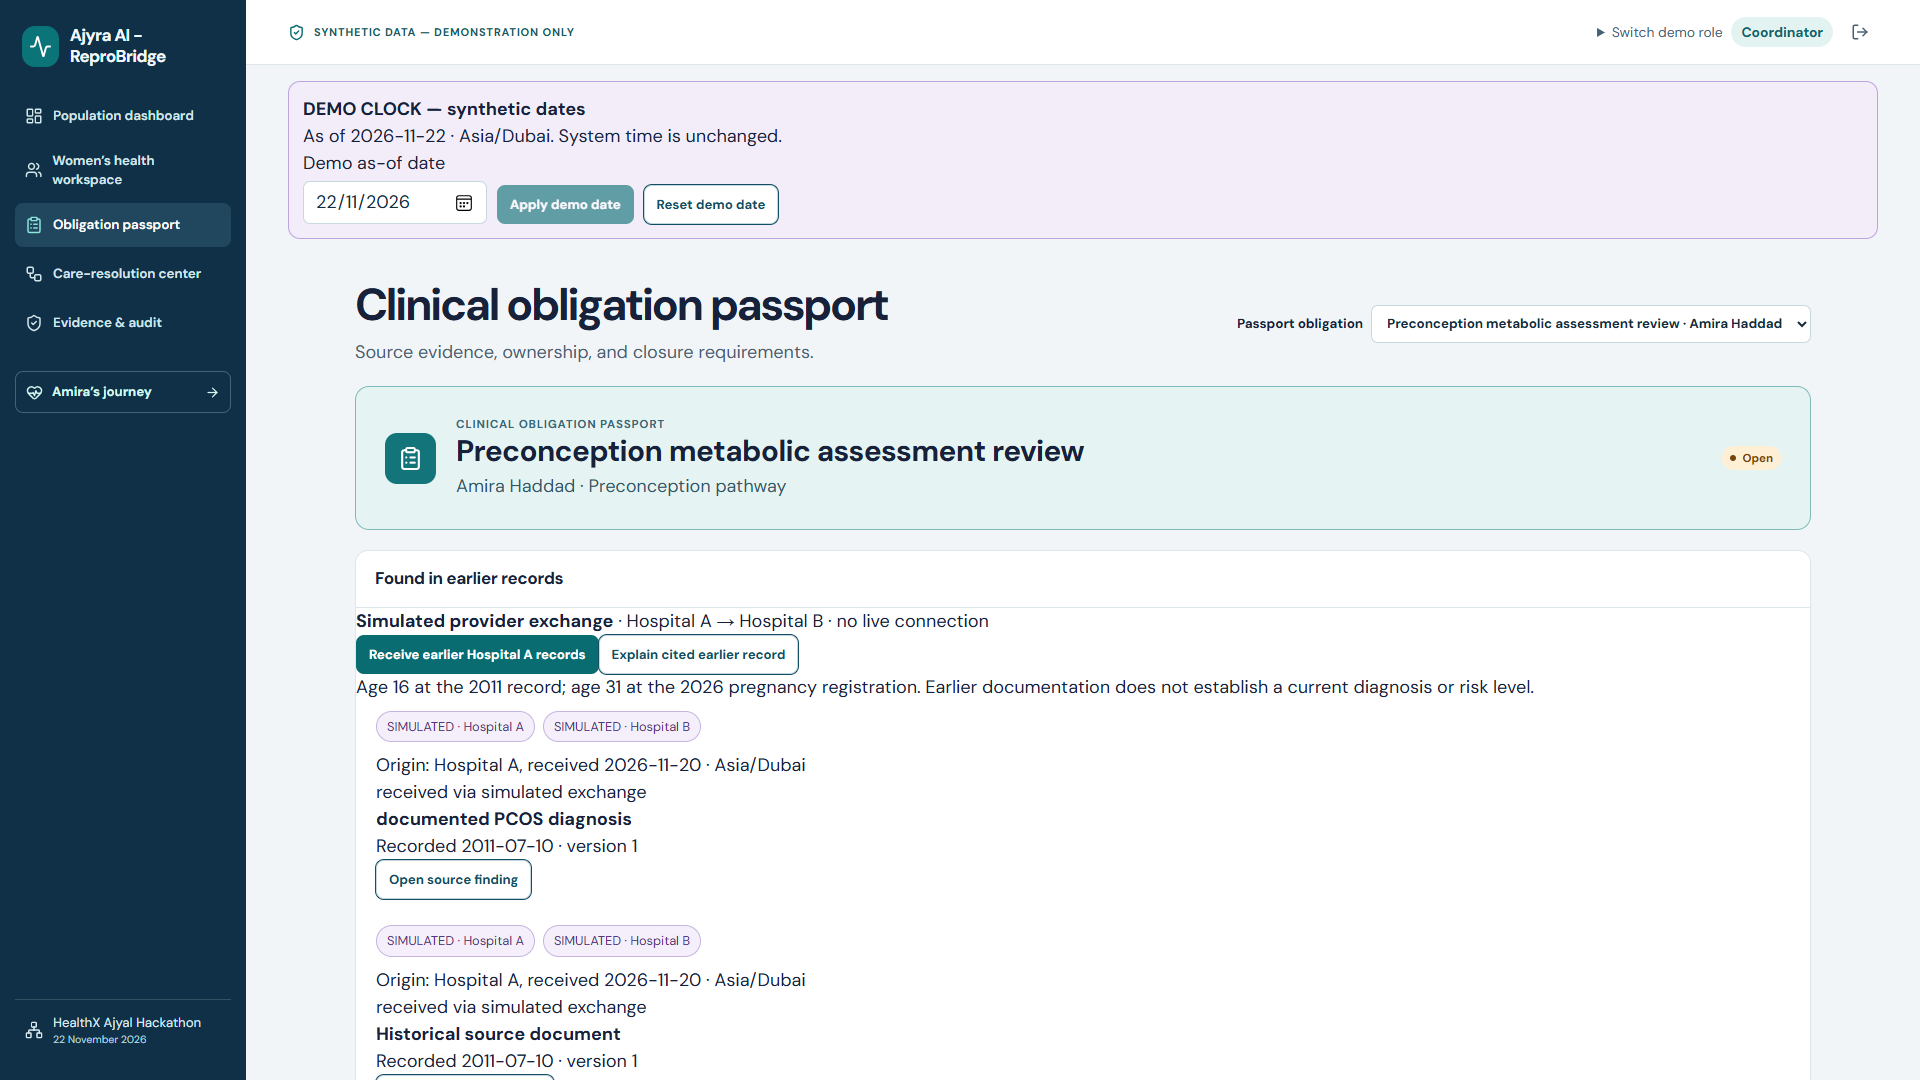 Ajyra AI -
ReproBridge
Population dashboard
Women's health
workspace
Obligation passport
Care-resolution center
Evidence & audit
Amira's journey
HealthX Ajyal Hackathon
22 November 2026
SYNTHETIC DATA — DEMONSTRATION ONLY
Switch demo role
Coordinator
DEMO CLOCK — synthetic dates
As of 2026-11-22 · Asia/Dubai. System time is unchanged.
Demo as-of date
22/11/2026
Apply demo date
Reset demo date
Clinical obligation passport
Source evidence, ownership, and closure requirements.
Passport obligation
Preconception metabolic assessment review · Amira Haddad
CLINICAL OBLIGATION PASSPORT
Preconception metabolic assessment review
Amira Haddad · Preconception pathway
Open
Found in earlier records
Simulated provider exchange · Hospital A → Hospital B · no live connection
Receive earlier Hospital A records
Explain cited earlier record
Age 16 at the 2011 record; age 31 at the 2026 pregnancy registration. Earlier documentation does not establish a current diagnosis or risk level.
SIMULATED · Hospital A
SIMULATED · Hospital B
Origin: Hospital A, received 2026-11-20 · Asia/Dubai
received via simulated exchange
documented PCOS diagnosis
Recorded 2011-07-10 · version 1
Open source finding
SIMULATED · Hospital A
SIMULATED · Hospital B
Origin: Hospital A, received 2026-11-20 · Asia/Dubai
received via simulated exchange
Historical source document
Recorded 2011-07-10 · version 1